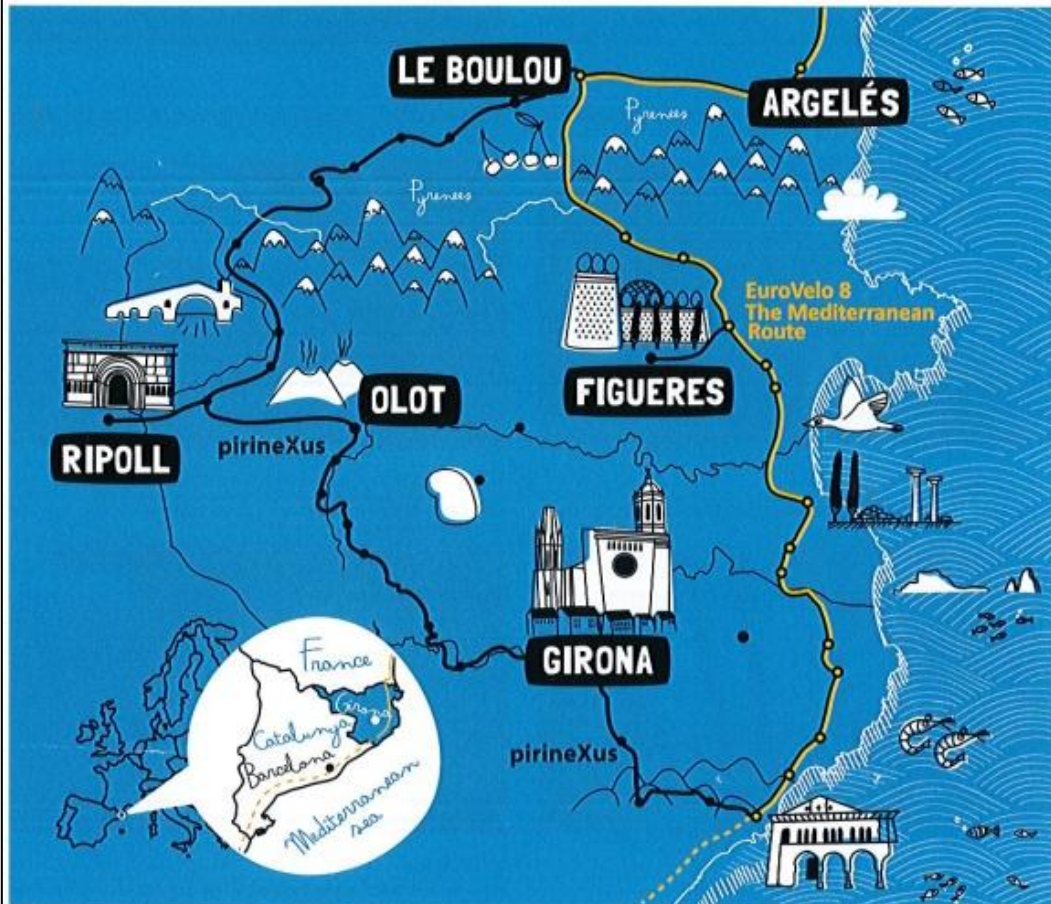 LE BOULOU
ARGELÉS
Pyrenees
Pyrenees
EuroVelo 8
The Mediterranean
Route
FIGUERES
OLOT
RIPOLL
pirineXus
GIRONA
pirineXus
France
Girona
Catalunya
Barcelona
Mediterranean
sea